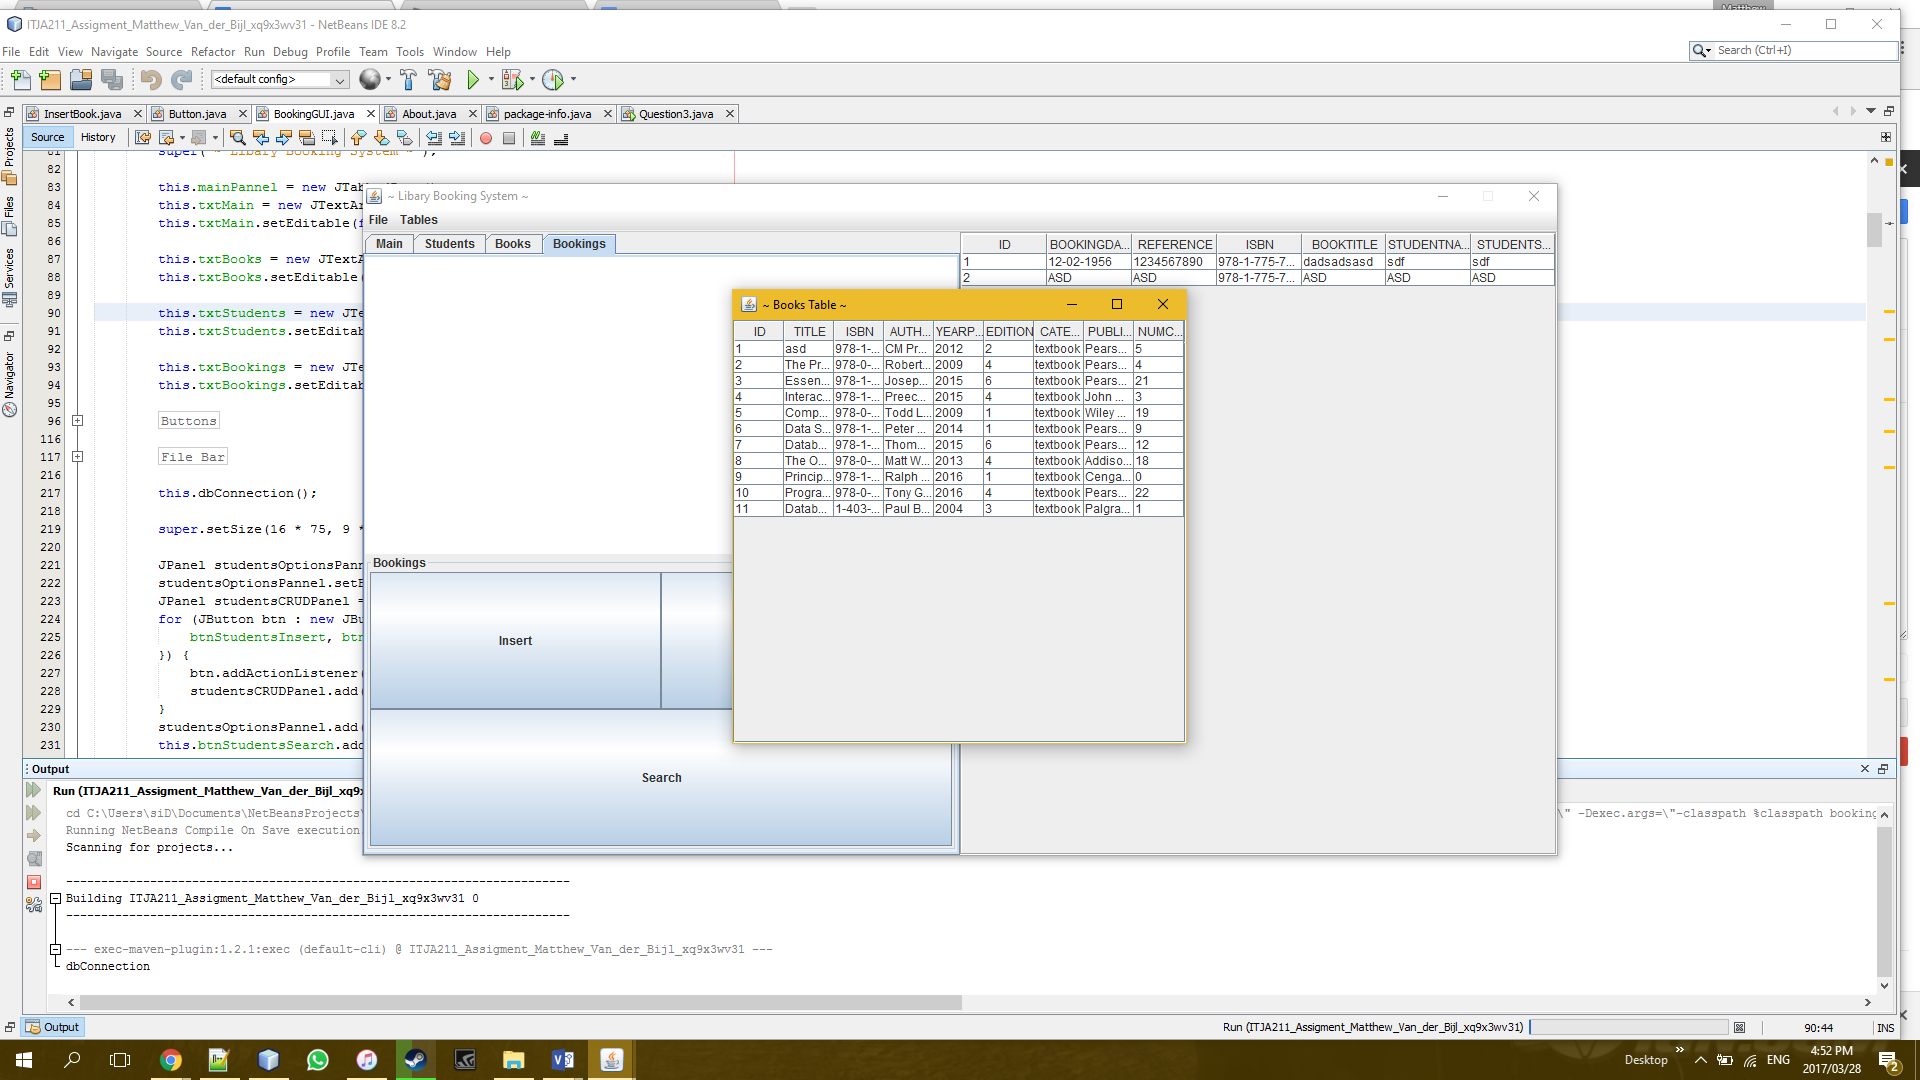 ITJA211_Assigment_Matthew_Van_der_Bijl_xq9x3wv31 - NetBeans IDE 8.2
File Edit View Navigate Source Refactor Run Debug Profile Team Tools Window Help
Search (Ctrl+I)
<default config>
InsertBook.java Button.java BookingGUI.java About.java package-info.java Question3.java
Source History
Projects
Files
Services
Navigator
81 super(" ~ Libary Booking System ~ ");
82
83 this.mainPannel = new
84 this.txtMain = new
85 this.txtMain.setEditable(
86
87 this.txtBooks = new
88 this.txtBooks.setEditable(
89
90 this.txtStudents = new
91 this.txtStudents.
92
93 this.txtBookings = new
94 this.txtBookings.
95
96 Buttons
116
117 File Bar
216
217 this.dbConnection();
218
219 super.setSize(16 * 75, 9 *
220
221 JPanel
222
223 JPanel studentsCRUDPanel =
224 for (JButton btn : new
225 btnStudentsInsert,
226 }) {
227 btn.addActionListener(
228 studentsCRUDPanel.add(
229 }
230 studentsOptionsPannel.add(
231 this.btnStudentsSearch.
~ Libary Booking System ~
File Tables
Main Students Books Bookings
ID BOOKINGDA... REFERENCE ISBN BOOKTITLE STUDENTNA... STUDENTS...
1 12-02-1956 1234567890 978-1-775-7... dadsadsasd sdf sdf
2 ASD ASD 978-1-775-7... ASD ASD ASD
Bookings
Insert
Search
~ Books Table ~
ID TITLE ISBN AUTH... YEARP... EDITION CATE... PUBLI... NUMC...
1 asd 978-1-... CM Pr... 2012 2 textbook Pears... 5
2 The Pr... 978-0-... Robert... 2009 4 textbook Pears... 4
3 Essen... 978-1-... Josep... 2015 6 textbook Pears... 21
4 Interac... 978-1-... Preec... 2015 4 textbook John ... 3
5 Comp... 978-0-... Todd L... 2009 1 textbook Wiley ... 19
6 Data S... 978-1-... Peter ... 2014 1 textbook Pears... 9
7 Datab... 978-1-... Thom... 2015 6 textbook Pears... 12
8 The O... 978-0-... Matt W... 2013 4 textbook Addiso... 18
9 Princip... 978-1-... Ralph ... 2016 1 textbook Cenga... 0
10 Progra... 978-0-... Tony G... 2016 4 textbook Pears... 22
11 Datab... 1-403-... Paul B... 2004 3 textbook Palgra... 1
Output
Run (ITJA211_Assigment_Matthew_Van_der_Bijl_xq9x3wv31
cd C:\Users\siD\Documents\NetBeansProjects\ \" -Dexec.args=\"-classpath %classpath booking
Running NetBeans Compile On Save execution.
Scanning for projects...
------------------------------------------------------------------------
Building ITJA211_Assigment_Matthew_Van_der_Bijl_xq9x3wv31 0
------------------------------------------------------------------------
--- exec-maven-plugin:1.2.1:exec (default-cli) @ ITJA211_Assigment_Matthew_Van_der_Bijl_xq9x3wv31 ---
dbConnection
Output
Run (ITJA211_Assigment_Matthew_Van_der_Bijl_xq9x3wv31)
90:44 INS
Desktop
ENG
4:52 PM
2017/03/28
2